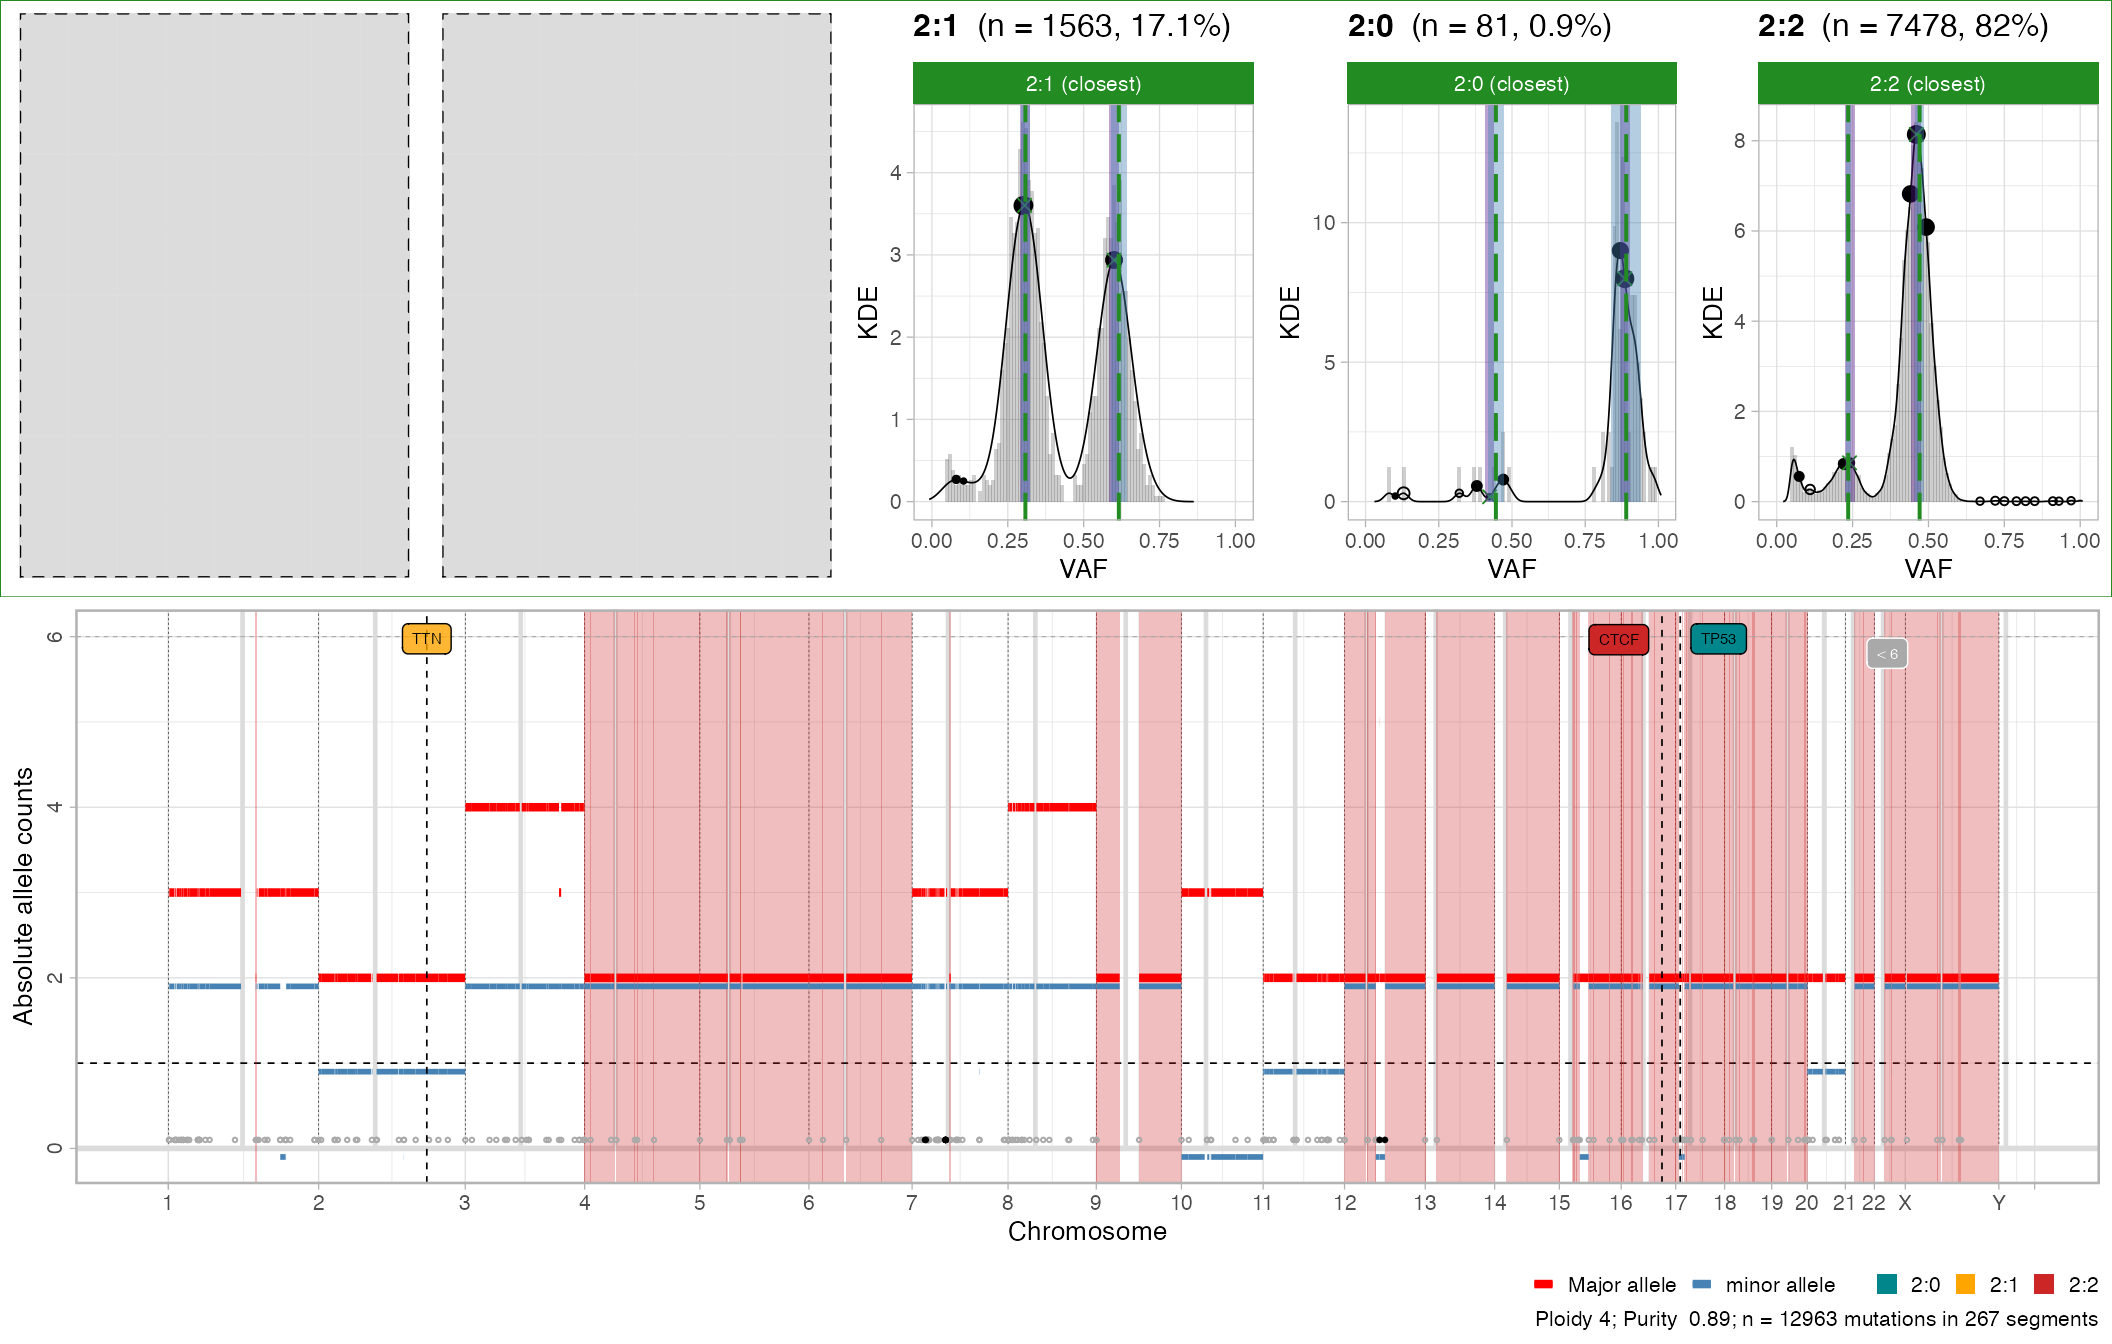 2:1 (n = 1563, 17.1%)
2:0 (n = 81, 0.9%)
2:2 (n = 7478, 82%)
2:1 (closest)
2:0 (closest)
2:2 (closest)
KDE
4
3
2
1
0
0.00 0.25 0.50 0.75 1.00
VAF
KDE
10
5
0
0.00 0.25 0.50 0.75 1.00
VAF
KDE
8
6
4
2
0
0.00 0.25 0.50 0.75 1.00
VAF
Absolute allele counts
6
4
2
0
TTN
CTCF
TP53
< 6
1 2 3 4 5 6 7 8 9 10 11 12 13 14 15 16 17 18 19 20 21 22 X Y
Chromosome
Major allele minor allele 2:0 2:1 2:2
Ploidy 4; Purity 0.89; n = 12963 mutations in 267 segments